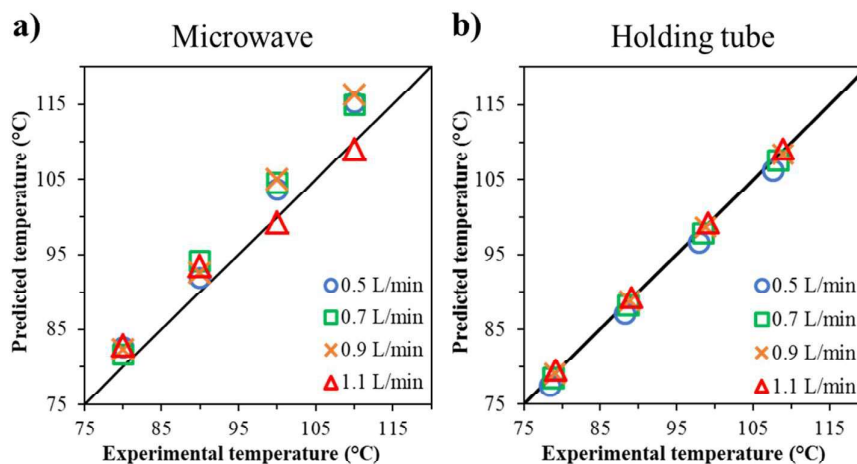 a)
Microwave
Predicted temperature (°C)
115
105
95
85
75
75
85
95
105
115
0.5 L/min
0.7 L/min
0.9 L/min
1.1 L/min
Experimental temperature (°C)
b)
Holding tube
Predicted temperature (°C)
115
105
95
85
75
75
85
95
105
115
0.5 L/min
0.7 L/min
0.9 L/min
1.1 L/min
Experimental temperature (°C)